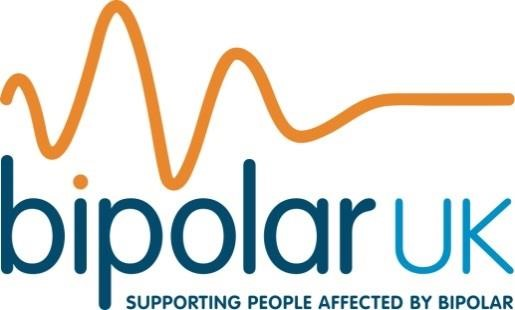 bipolar UK
SUPPORTING PEOPLE AFFECTED BY BIPOLAR